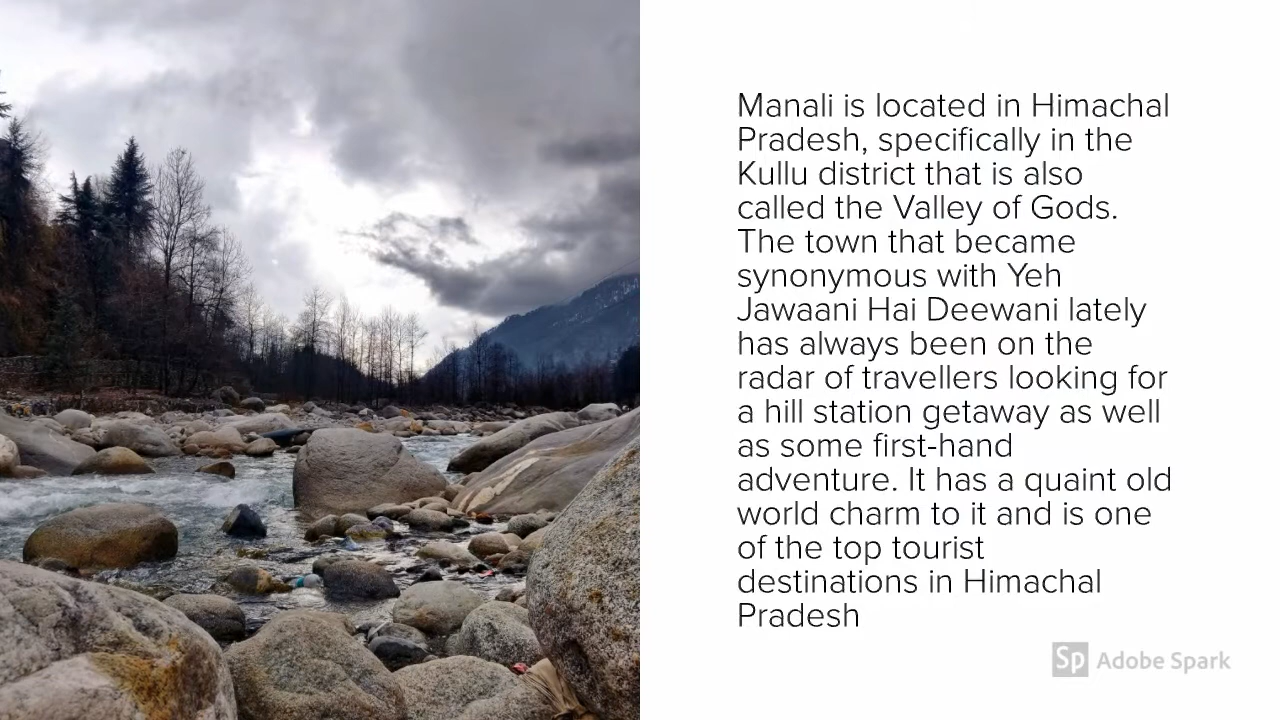 Manali is located in Himachal
Pradesh, specifically in the
Kullu district that is also
called the Valley of Gods.
The town that became
synonymous with Yeh
Jawaani Hai Deewani lately
has always been on the
radar of travellers looking for
a hill station getaway as well
as some first-hand
adventure. It has a quaint old
world charm to it and is one
of the top tourist
destinations in Himachal
Pradesh
Sp Adobe Spark